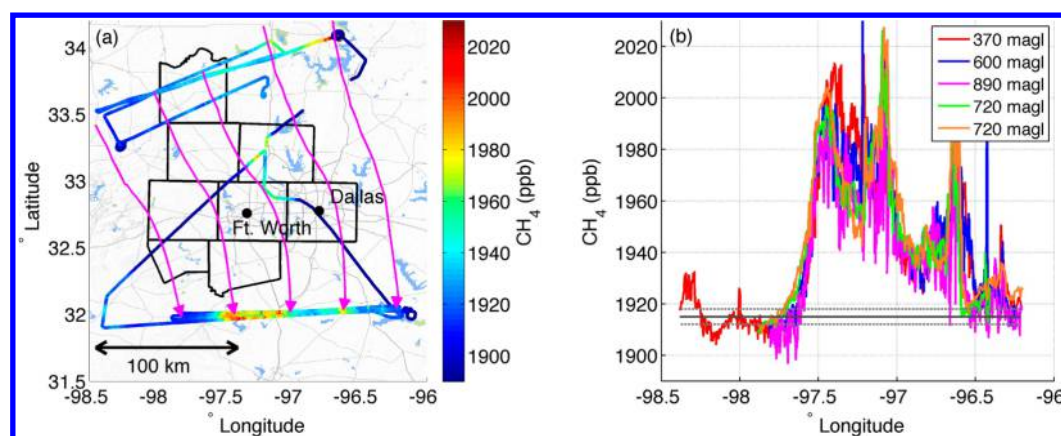 (a)
34
33.5
33
32.5
32
31.5
° Latitude
-98.5 -98 -97.5 -97 -96.5 -96
° Longitude
Dallas
Ft. Worth
100 km
2020
2000
1980
1960
1940
1920
1900
CH4 (ppb)
(b)
370 magl
600 magl
890 magl
720 magl
720 magl
2020
2000
1980
1960
1940
1920
1900
CH4 (ppb)
-98.5 -98 -97.5 -97 -96.5 -96
° Longitude